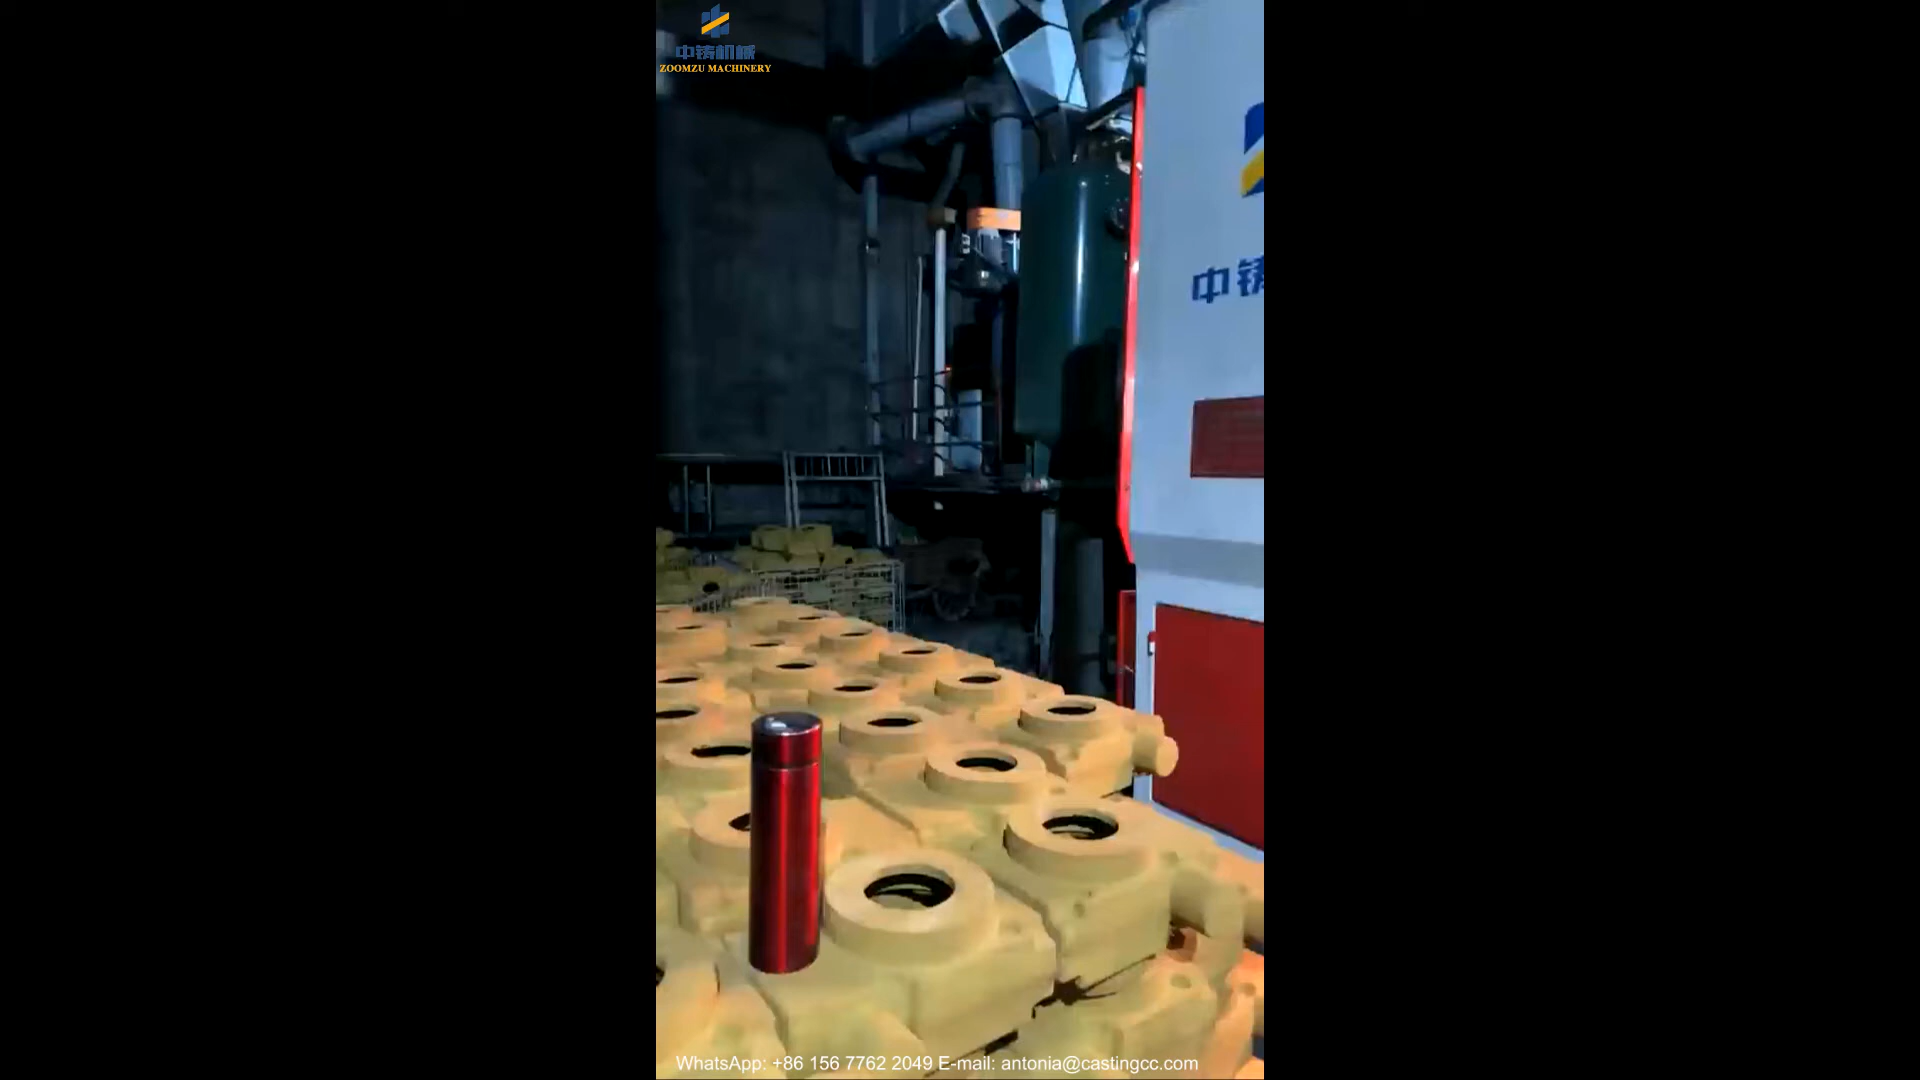 中铸机械
ZOOMZU MACHINERY
中铸
WhatsApp: +86 156 7762 2049 E-mail: antonia@castingcc.com